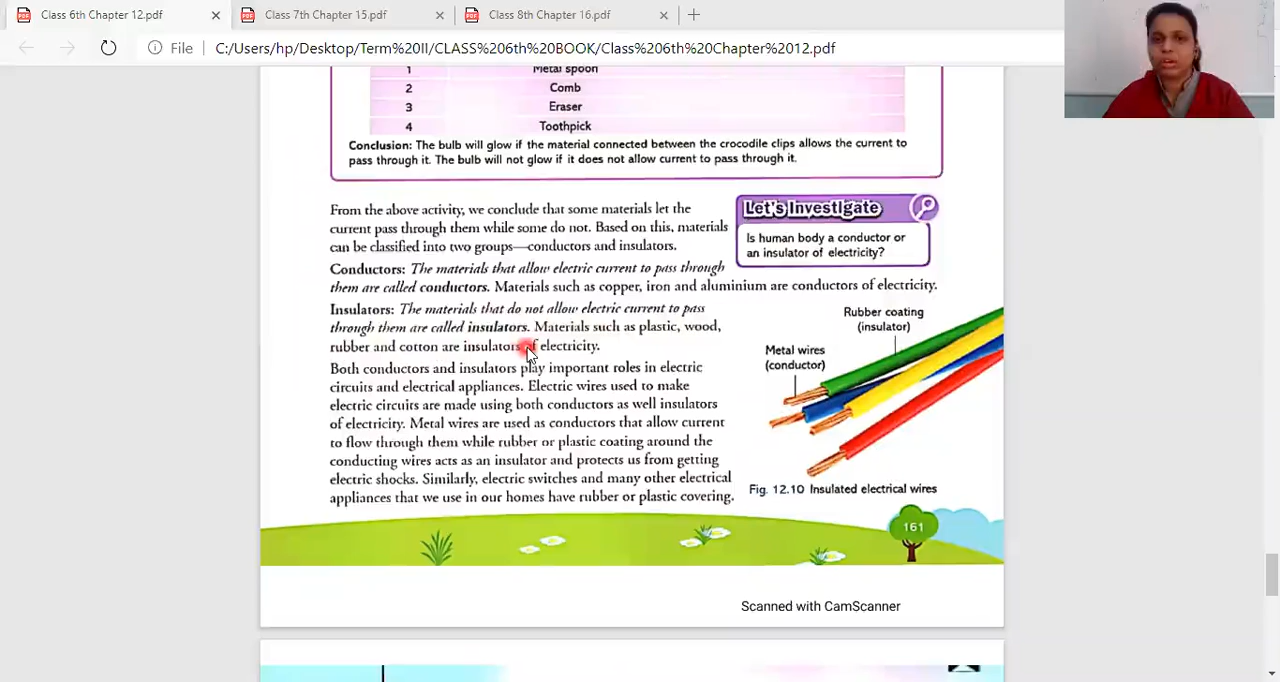 Class 6th Chapter 12.pdf
Class 7th Chapter 15.pdf
Class 8th Chapter 16.pdf
File
C:/Users/hp/Desktop/Term%20II/CLASS%206th%20BOOK/Class%206th%20Chapter%2012.pdf
1 Metal spoon
2 Comb
3 Eraser
4 Toothpick
Conclusion: The bulb will glow if the material connected between the crocodile clips allows the current to
pass through it. The bulb will not glow if it does not allow current to pass through it.
From the above activity, we conclude that some materials let the
current pass through them while some do not. Based on this, materials
can be classified into two groups—conductors and insulators.
Let's Investigate
Is human body a conductor or
an insulator of electricity?
Conductors: The materials that allow electric current to pass through
them are called conductors. Materials such as copper, iron and aluminium are conductors of electricity.
Insulators: The materials that do not allow electric current to pass
through them are called insulators. Materials such as plastic, wood,
rubber and cotton are insulators of electricity.
Both conductors and insulators play important roles in electric
circuits and electrical appliances. Electric wires used to make
electric circuits are made using both conductors as well insulators
of electricity. Metal wires are used as conductors that allow current
to flow through them while rubber or plastic coating around the
conducting wires acts as an insulator and protects us from getting
electric shocks. Similarly, electric switches and many other electrical
appliances that we use in our homes have rubber or plastic covering.
Rubber coating
(insulator)
Metal wires
(conductor)
Fig. 12.10 Insulated electrical wires
161
Scanned with CamScanner